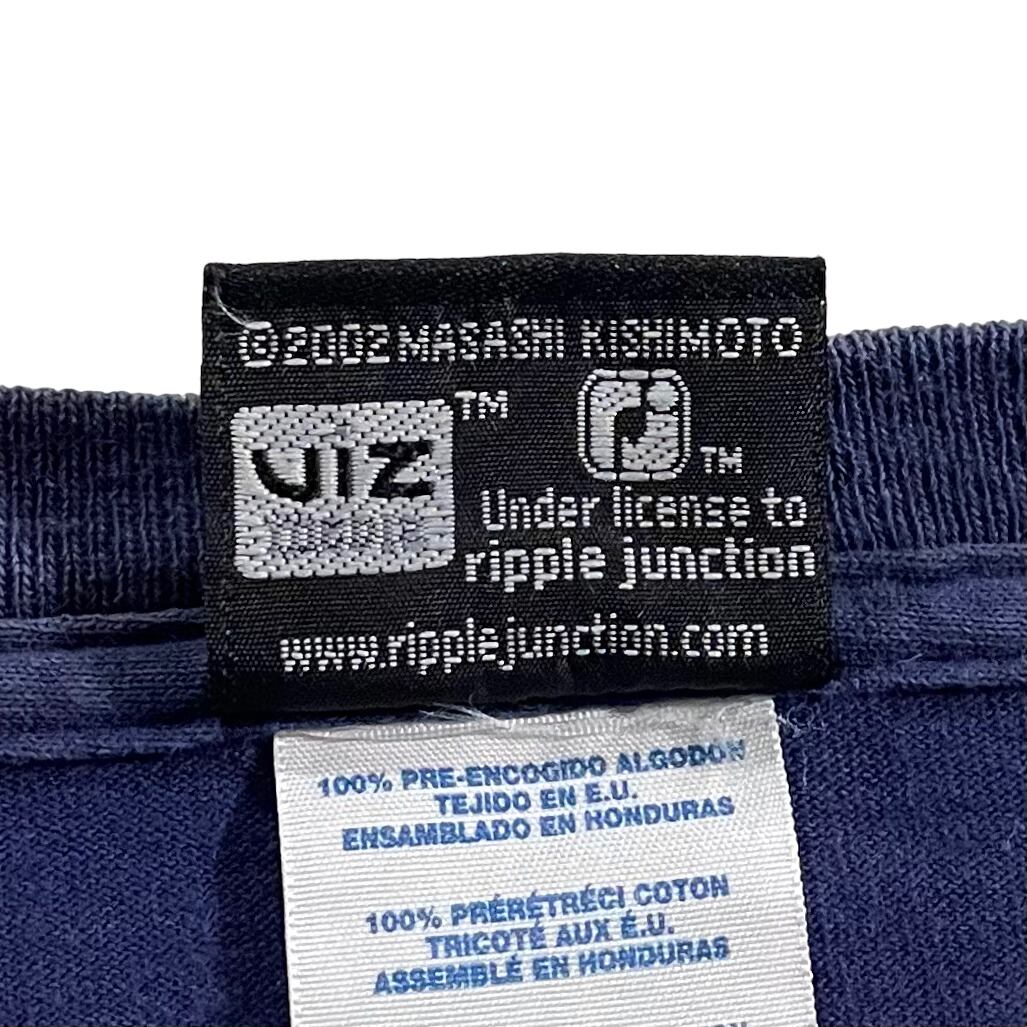 ©2002 MASASHI KISHIMOTO
VIZ TM
rj TM
Under license to
ripple junction
www.ripplejunction.com
100% PRE-ENCOGIDO ALGODON
TEJIDO EN E.U.
ENSAMBLADO EN HONDURAS
100% PRÉRÉTRÉCI COTON
TRICOTÉ AUX É.U.
ASSEMBLÉ EN HONDURAS